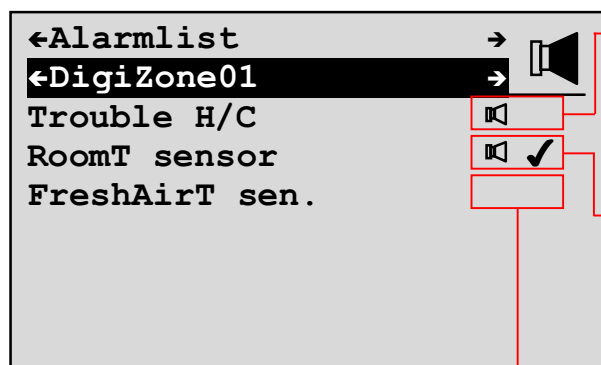 ←Alarmlist →
←DigiZone01 →
Trouble H/C
RoomT sensor
FreshAirT sen.